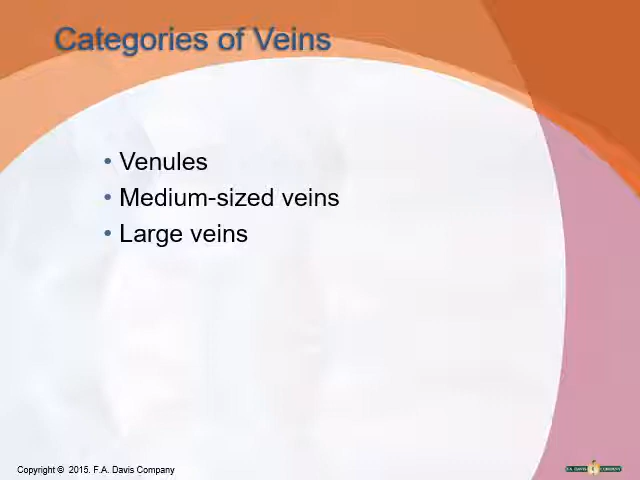 Categories of Veins
• Venules
• Medium-sized veins
• Large veins
Copyright © 2015. F.A. Davis Company